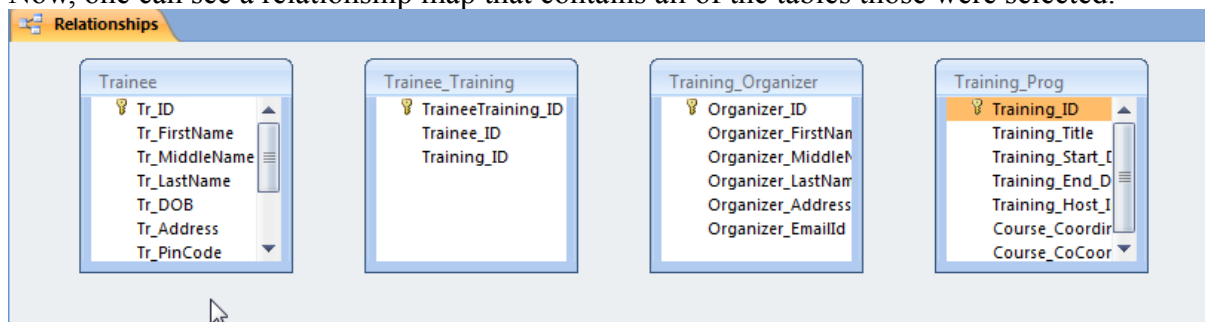 Now, one can see a relationship map that contains all of the tables those were selected.
Relationships
Trainee
Tr_ID
Tr_FirstName
Tr_MiddleName
Tr_LastName
Tr_DOB
Tr_Address
Tr_PinCode
Trainee_Training
TraineeTraining_ID
Trainee_ID
Training_ID
Training_Organizer
Organizer_ID
Organizer_FirstNan
Organizer_MiddleN
Organizer_LastNam
Organizer_Address
Organizer_EmailId
Training_Prog
Training_ID
Training_Title
Training_Start_D
Training_End_D
Training_Host_I
Course_Coordir
Course_CoCoor